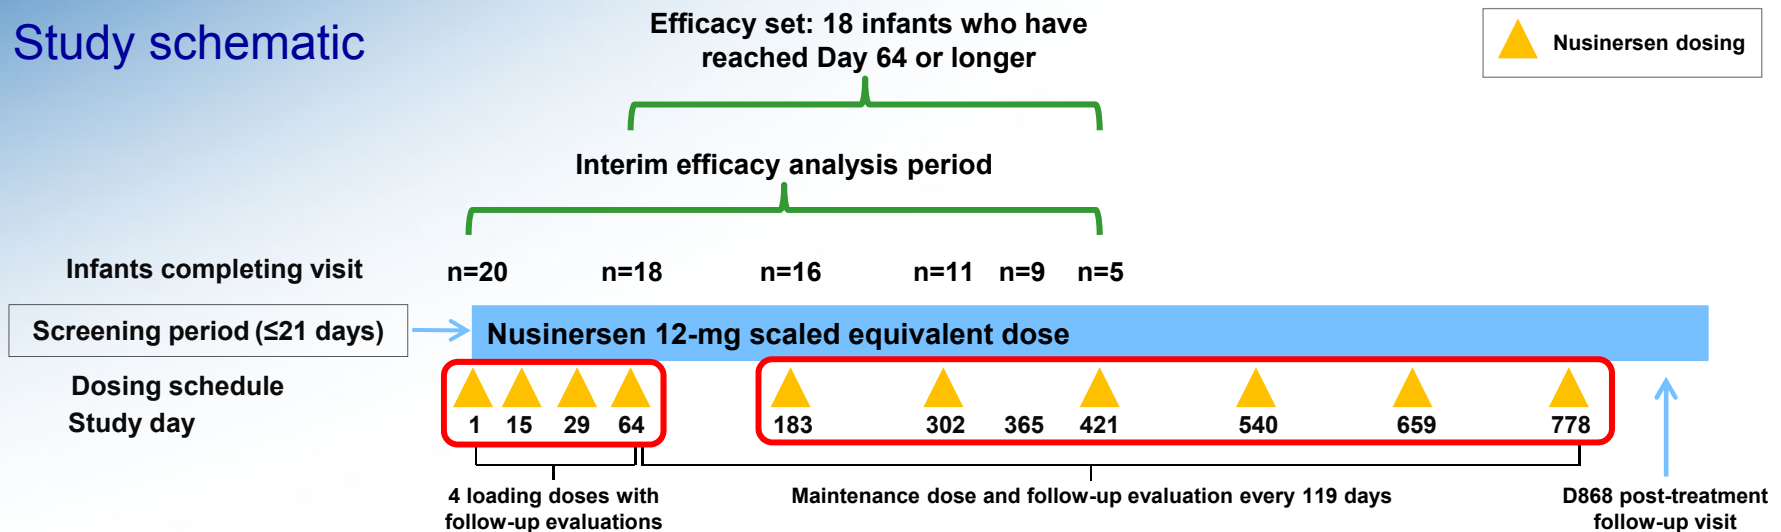 Study schematic
Efficacy set: 18 infants who have
reached Day 64 or longer
Nusinersen dosing
Interim efficacy analysis period
Infants completing visit n=20 n=18 n=16 n=11 n=9 n=5
Screening period (≤21 days)
Nusinersen 12-mg scaled equivalent dose
Dosing schedule
Study day 1 15 29 64 183 302 365 421 540 659 778
4 loading doses with
follow-up evaluations
Maintenance dose and follow-up evaluation every 119 days
D868 post-treatment
follow-up visit